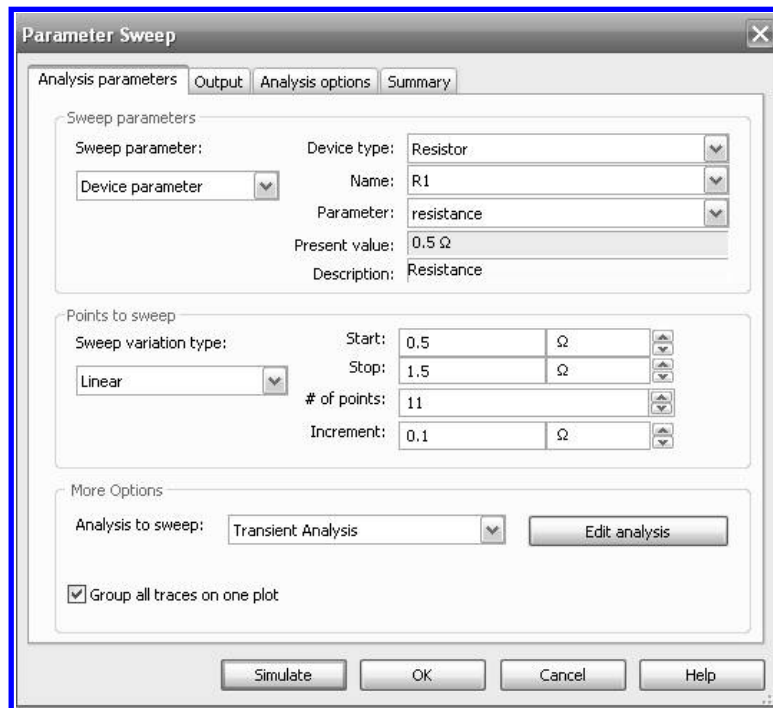 Parameter Sweep
Analysis parameters Output Analysis options Summary
Sweep parameters
Sweep parameter:
Device parameter
Device type: Resistor
Name: R1
Parameter: resistance
Present value: 0.5 Ω
Description: Resistance
Points to sweep
Sweep variation type:
Linear
Start: 0.5 Ω
Stop: 1.5 Ω
# of points: 11
Increment: 0.1 Ω
More Options
Analysis to sweep: Transient Analysis Edit analysis
Group all traces on one plot
Simulate OK Cancel Help